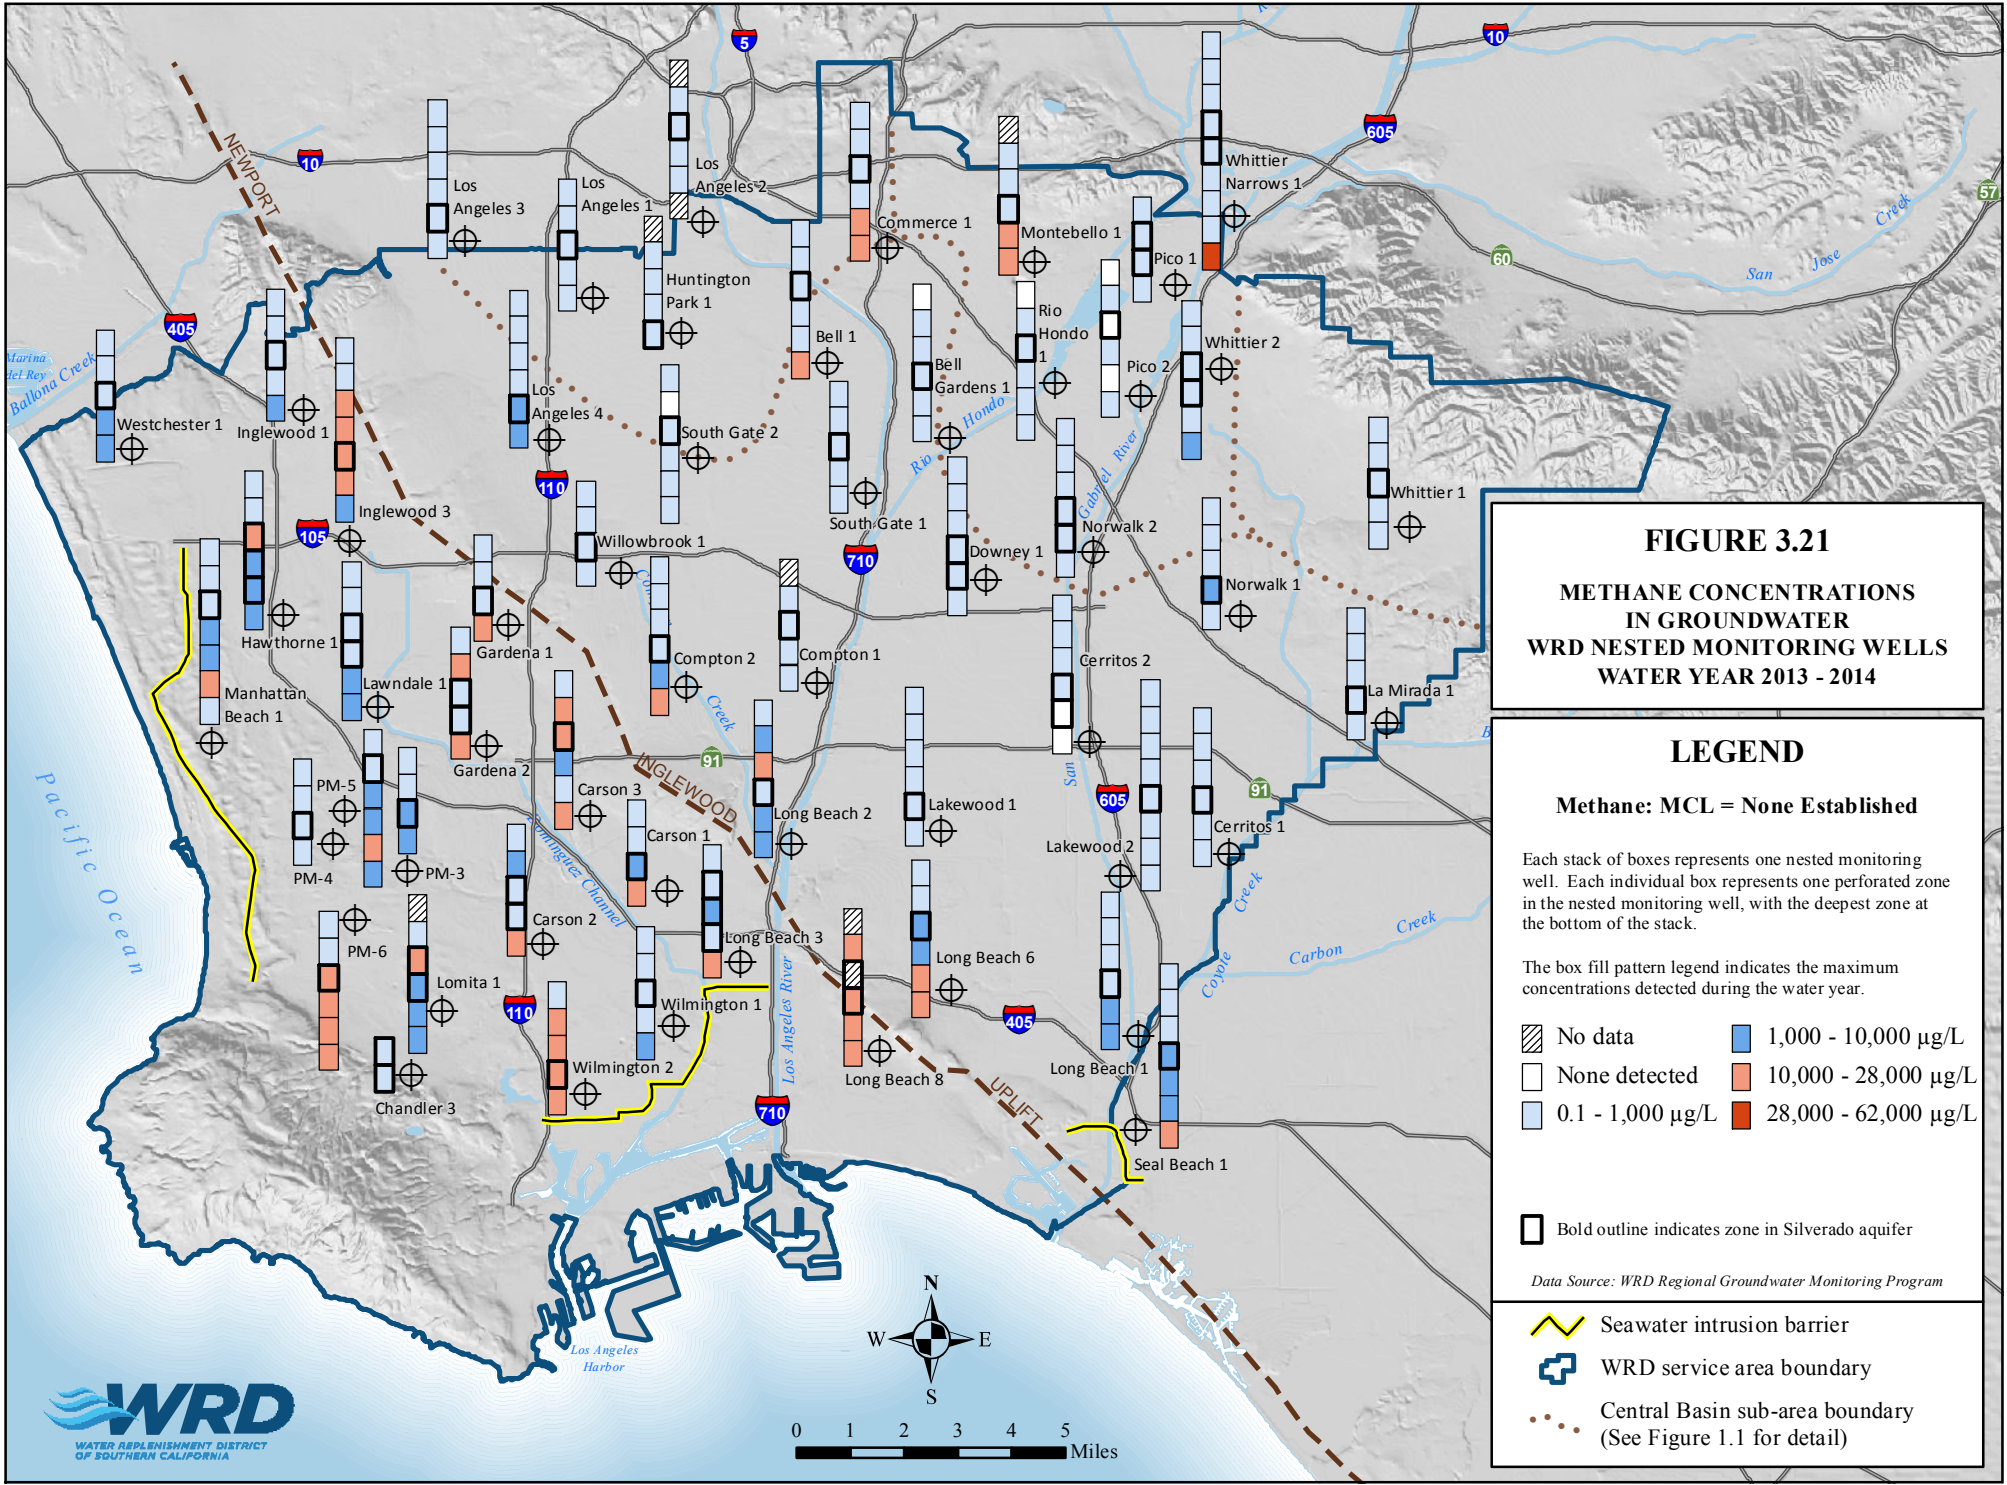 5
10
10
605
57
60
NEWPORT
Los
Angeles 3
Los
Angeles 1
Los
Angeles 2
Commerce 1
Montebello 1
Whittier
Narrows 1
Pico 1
San Jose Creek
Huntington
Park 1
405
Marina
del Rey
Ballona Creek
Westchester 1
Inglewood 1
Inglewood 3
Los
Angeles 4
Bell 1
Bell
Gardens 1
Rio
Hondo
1
Pico 2
Whittier 2
South Gate 2
Rio Hondo
San Gabriel River
110
105
Willowbrook 1
South Gate 1
710
Downey 1
Norwalk 2
Whittier 1
Norwalk 1
Hawthorne 1
Gardena 1
Compton 2
Compton 1
Cerritos 2
La Mirada 1
Manhattan
Beach 1
Lawndale 1
Gardena 2
Creek
91
INGLEWOOD
Carson 3
Long Beach 2
Lakewood 1
605
91
Cerritos 1
Lakewood 2
PM-5
PM-4
PM-3
Carson 1
Dominguez Channel
Carson 2
Long Beach 3
Long Beach 6
Coyote Creek
Carbon Creek
PM-6
Lomita 1
Wilmington 1
Los Angeles River
405
110
Chandler 3
Wilmington 2
Long Beach 8
Long Beach 1
UPLIFT
710
Seal Beach 1
Pacific Ocean
Los Angeles
Harbor
FIGURE 3.21
METHANE CONCENTRATIONS
IN GROUNDWATER
WRD NESTED MONITORING WELLS
WATER YEAR 2013 - 2014
LEGEND
Methane: MCL = None Established
Each stack of boxes represents one nested monitoring
well. Each individual box represents one perforated zone
in the nested monitoring well, with the deepest zone at
the bottom of the stack.
The box fill pattern legend indicates the maximum
concentrations detected during the water year.
No data
None detected
0.1 - 1,000 µg/L
1,000 - 10,000 µg/L
10,000 - 28,000 µg/L
28,000 - 62,000 µg/L
Bold outline indicates zone in Silverado aquifer
Data Source: WRD Regional Groundwater Monitoring Program
Seawater intrusion barrier
WRD service area boundary
Central Basin sub-area boundary
(See Figure 1.1 for detail)
N
W E
S
0 1 2 3 4 5
Miles
WRD
WATER REPLENISHMENT DISTRICT
OF SOUTHERN CALIFORNIA